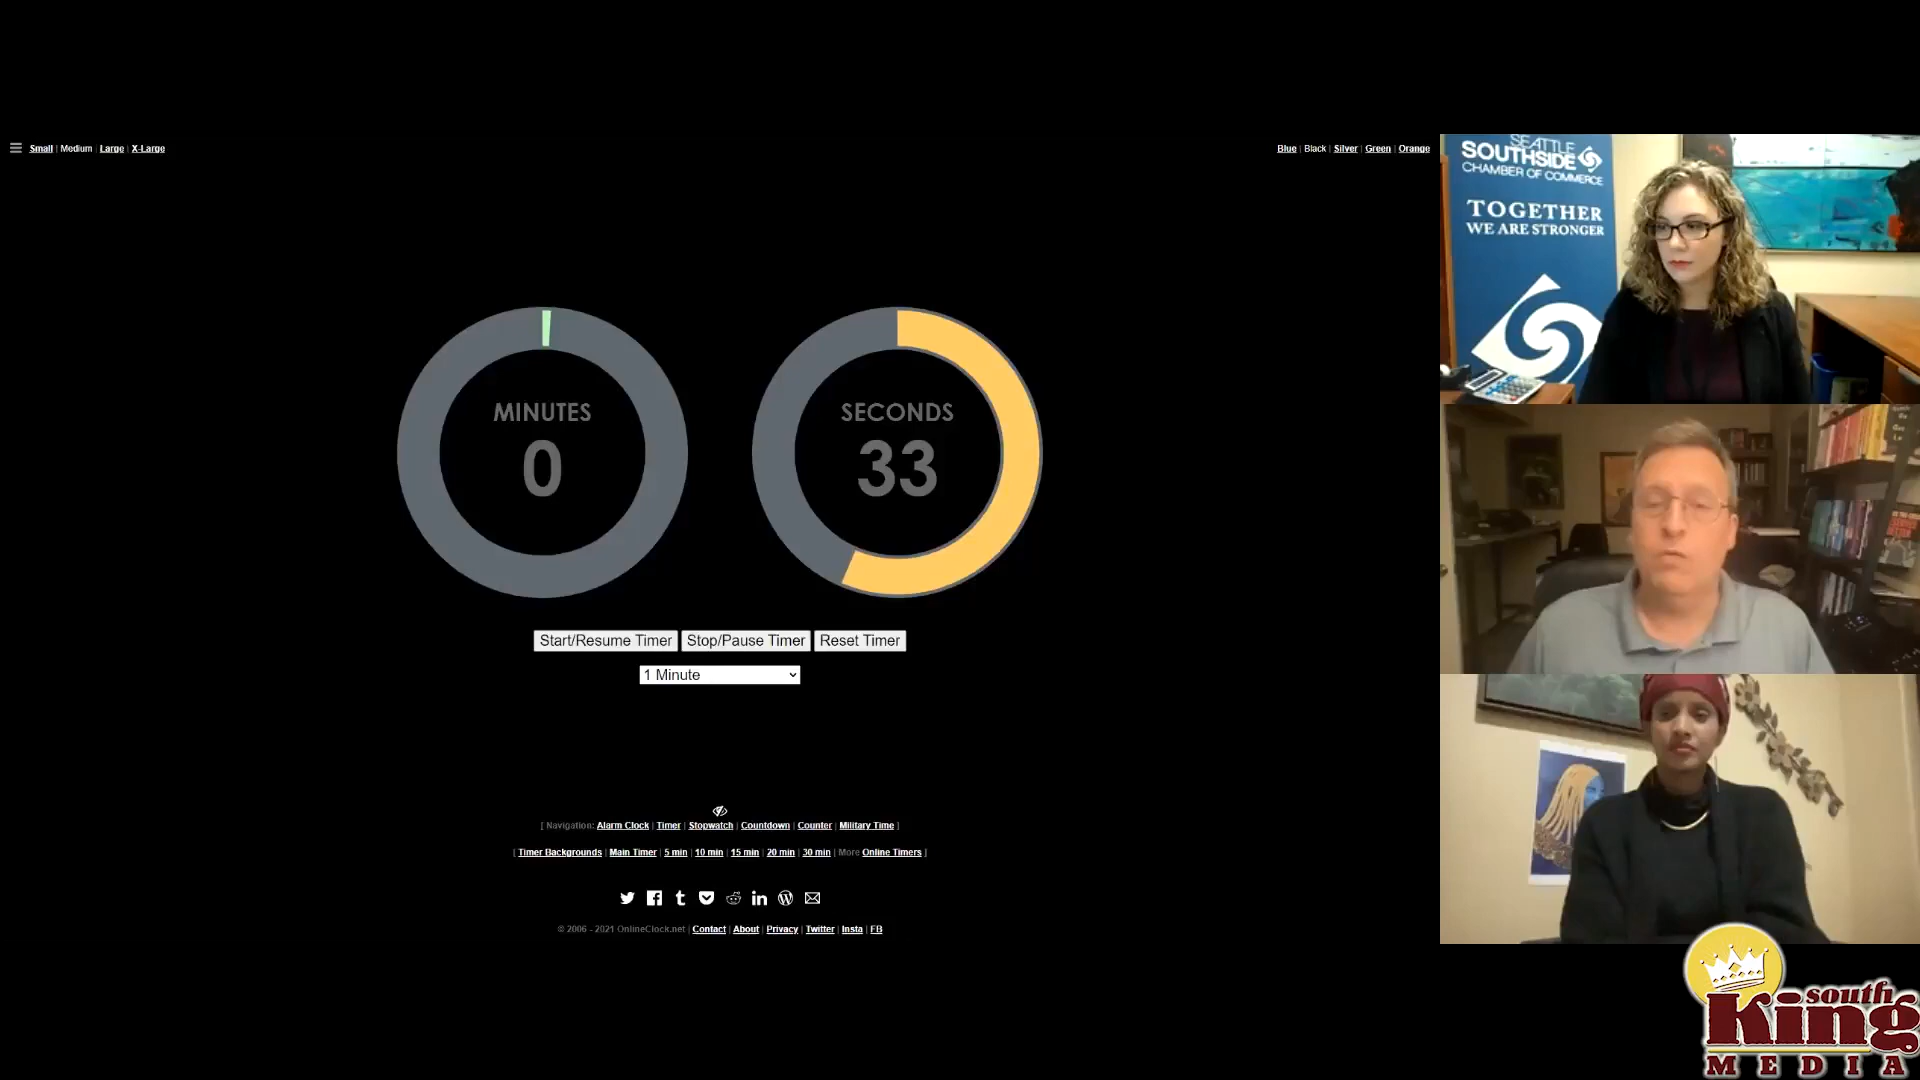 Small | Medium | Large | X-Large
Blue | Black | Silver | Green | Orange
SEATTLE
SOUTHSIDE
CHAMBER OF COMMERCE
TOGETHER
WE ARE STRONGER
MINUTES
0
SECONDS
33
Start/Resume Timer
Stop/Pause Timer
Reset Timer
1 Minute
[ Navigation: Alarm Clock | Timer | Stopwatch | Countdown | Counter | Military Time ]
[ Timer Backgrounds | Main Timer | 5 min | 10 min | 15 min | 20 min | 30 min | More Online Timers ]
© 2006 - 2021 OnlineClock.net | Contact | About | Privacy | Twitter | Insta | FB
south
King
MEDIA